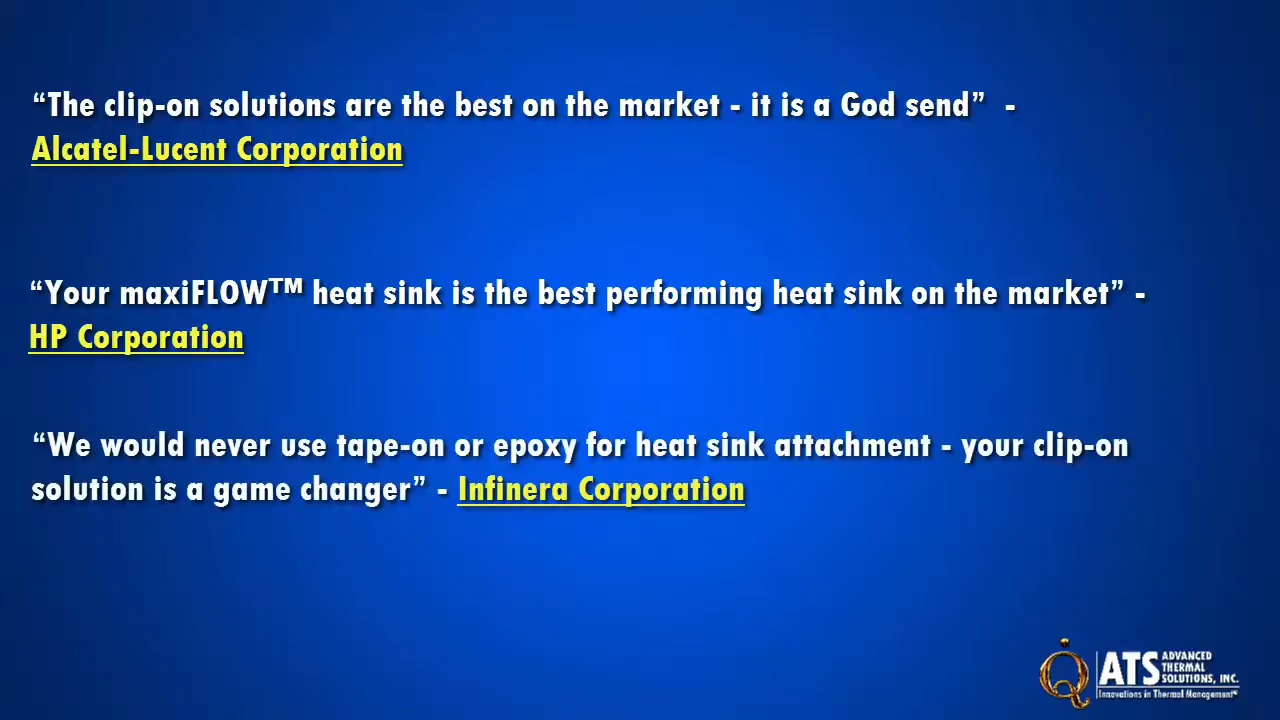 “The clip-on solutions are the best on the market - it is a God send”  -
Alcatel-Lucent Corporation
“Your maxiFLOW™ heat sink is the best performing heat sink on the market” -
HP Corporation
“We would never use tape-on or epoxy for heat sink attachment - your clip-on
solution is a game changer” - Infinera Corporation
ATS
ADVANCED
THERMAL
SOLUTIONS, INC.
Innovations in Thermal Management®